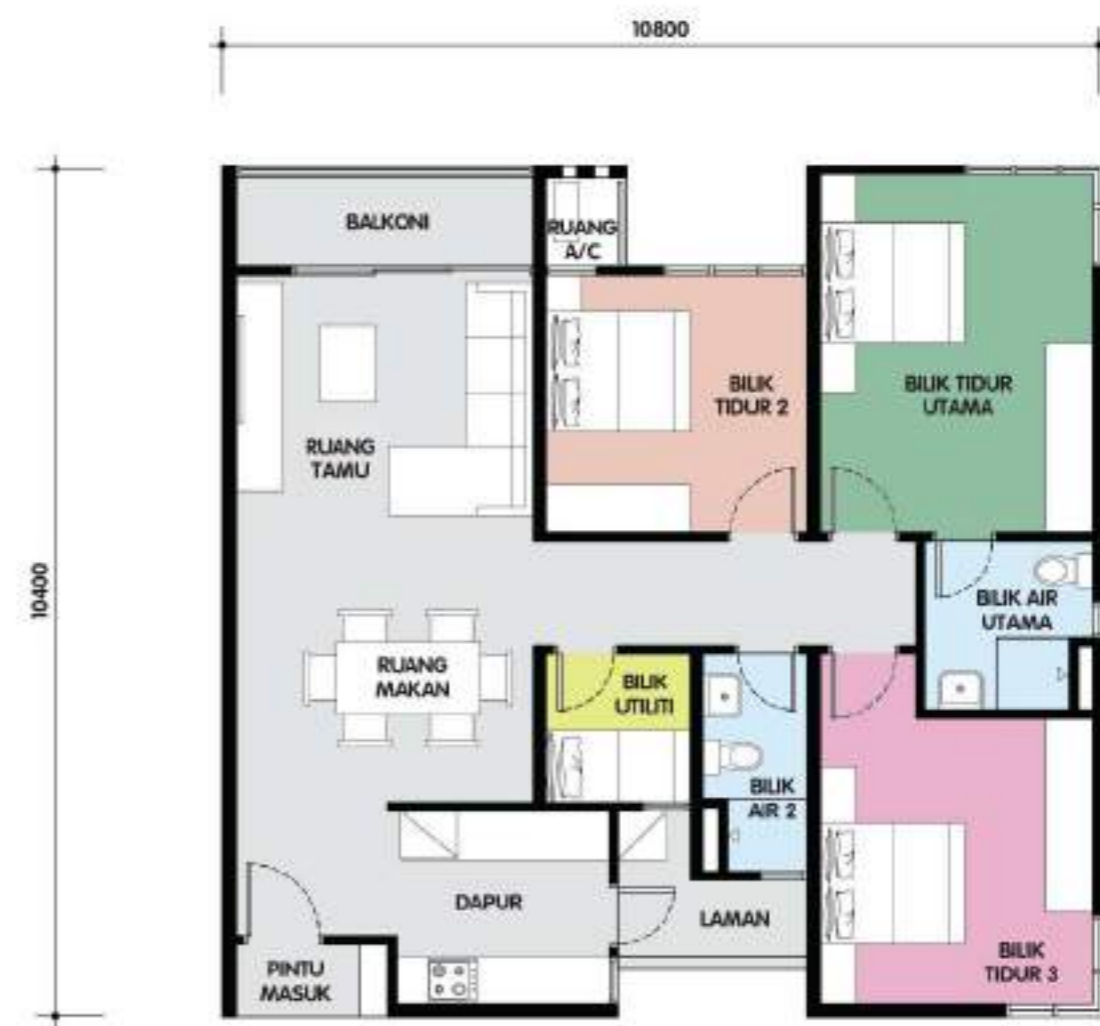 10800
10400
BALKONI
RUANG
A/C
BILIK
TIDUR 2
BILIK TIDUR
UTAMA
RUANG
TAMU
BILIK AIR
UTAMA
RUANG
MAKAN
BILIK
UTILITI
BILIK
AIR 2
DAPUR
LAMAN
BILIK
TIDUR 3
PINTU
MASUK